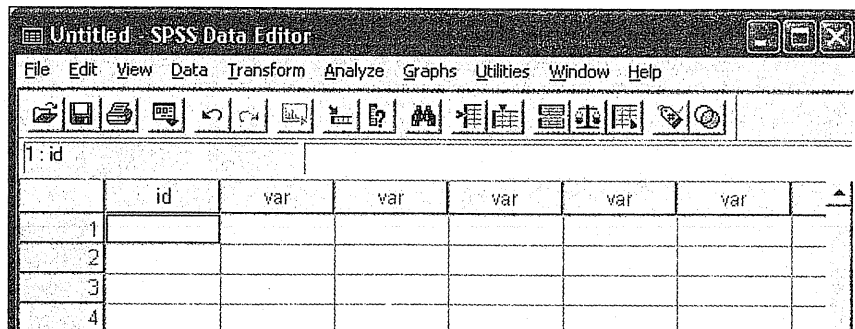 Untitled - SPSS Data Editor
File Edit View Data Transform Analyze Graphs Utilities Window Help
1 : id
id var var var var var
1
2
3
4